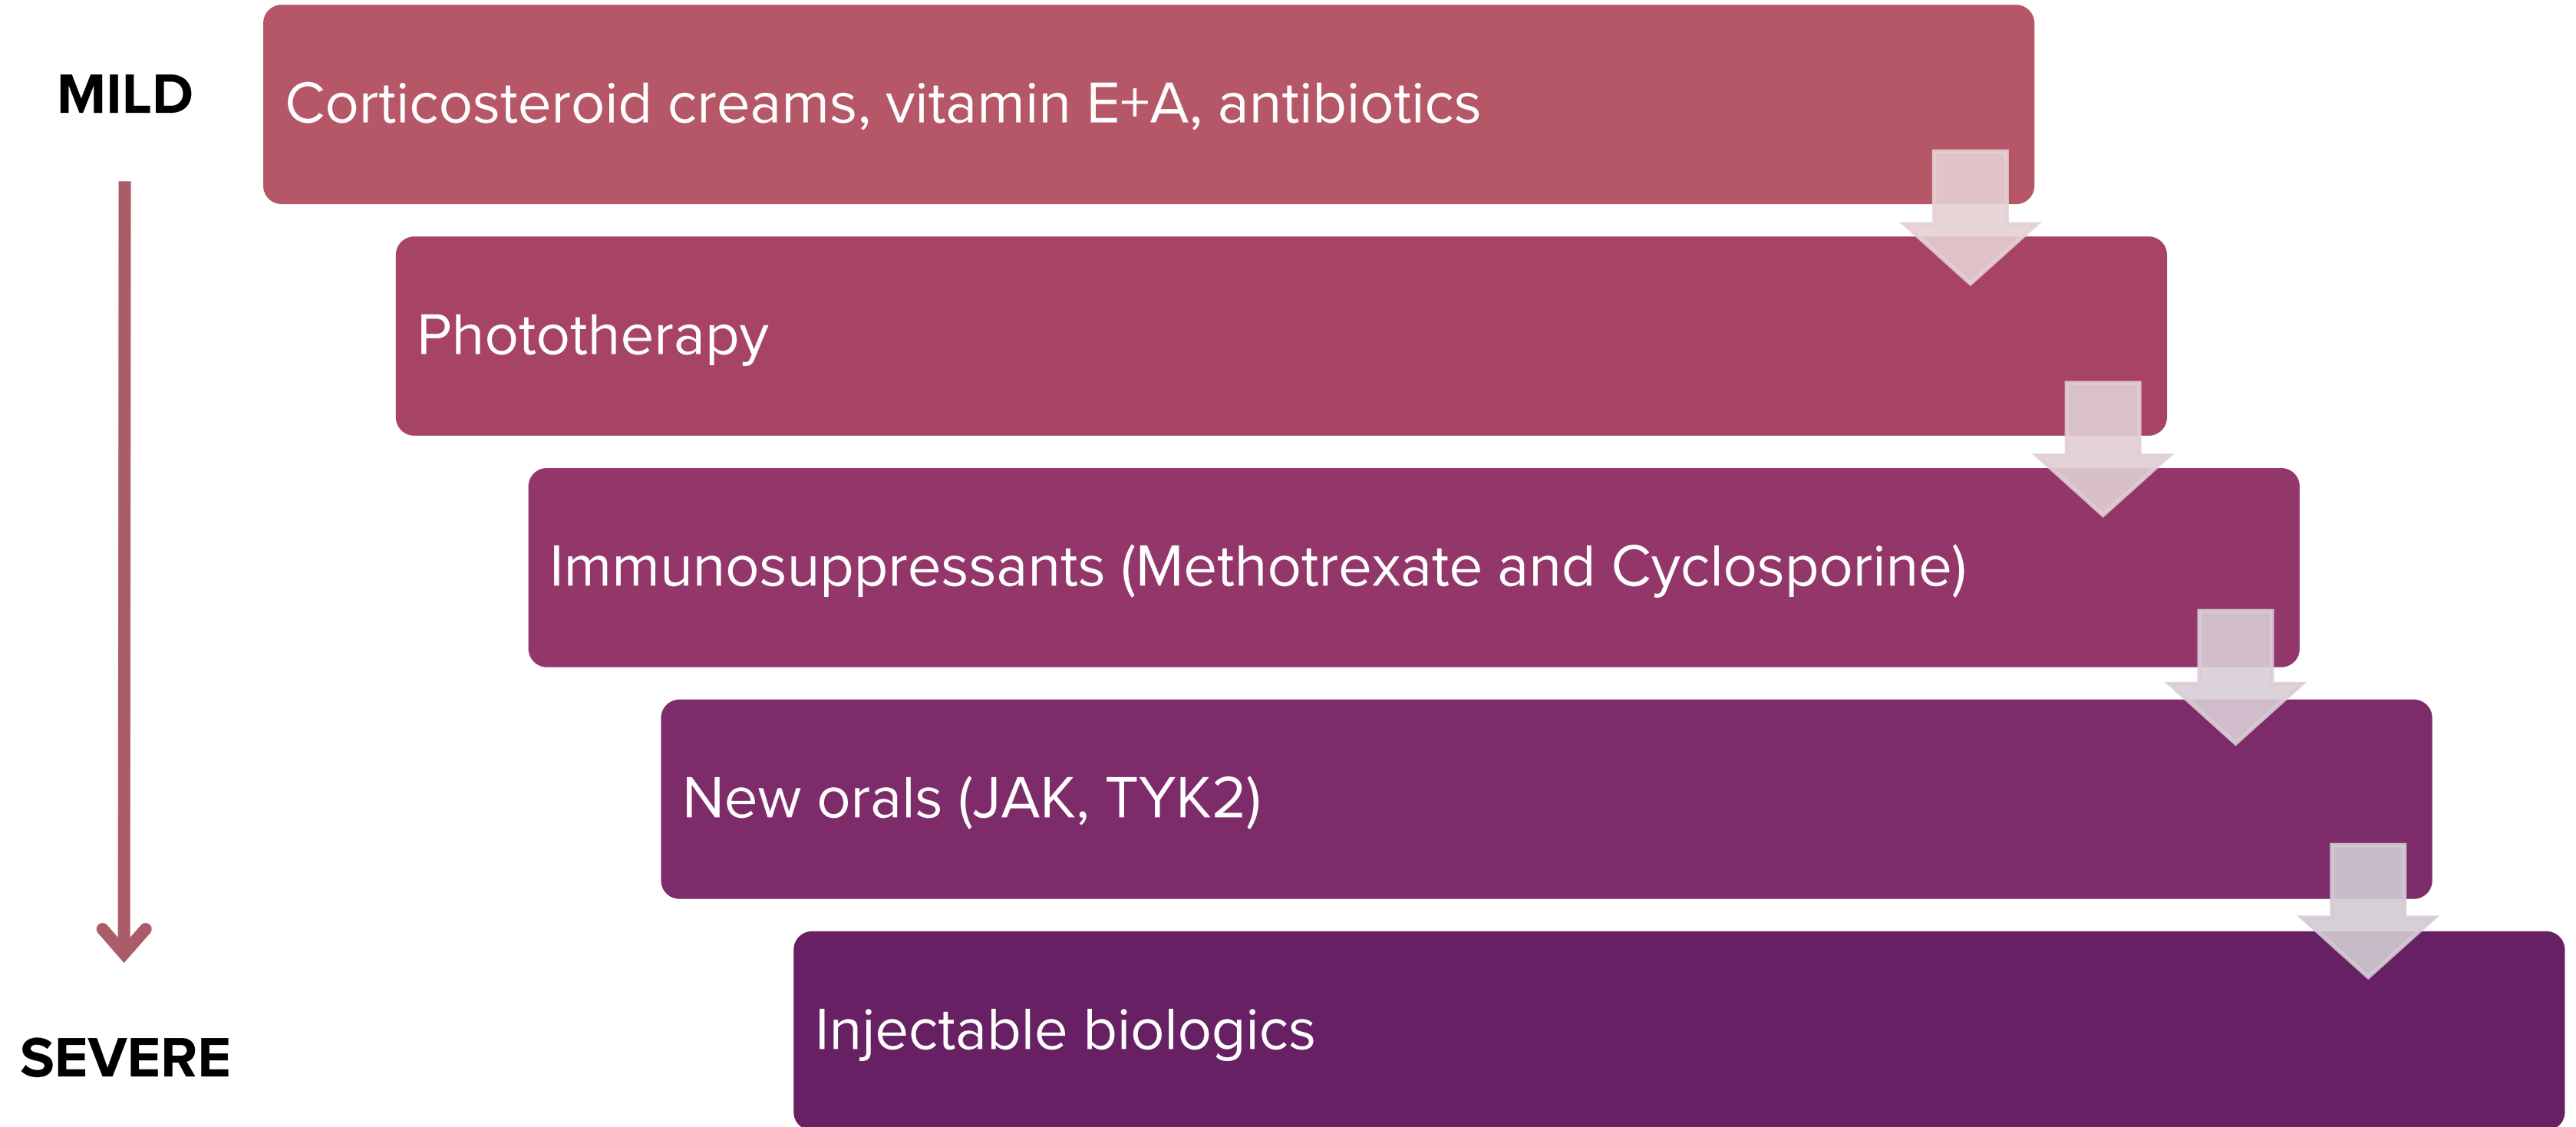 MILD
Corticosteroid creams, vitamin E+A, antibiotics
Phototherapy
Immunosuppressants (Methotrexate and Cyclosporine)
New orals (JAK, TYK2)
Injectable biologics
SEVERE